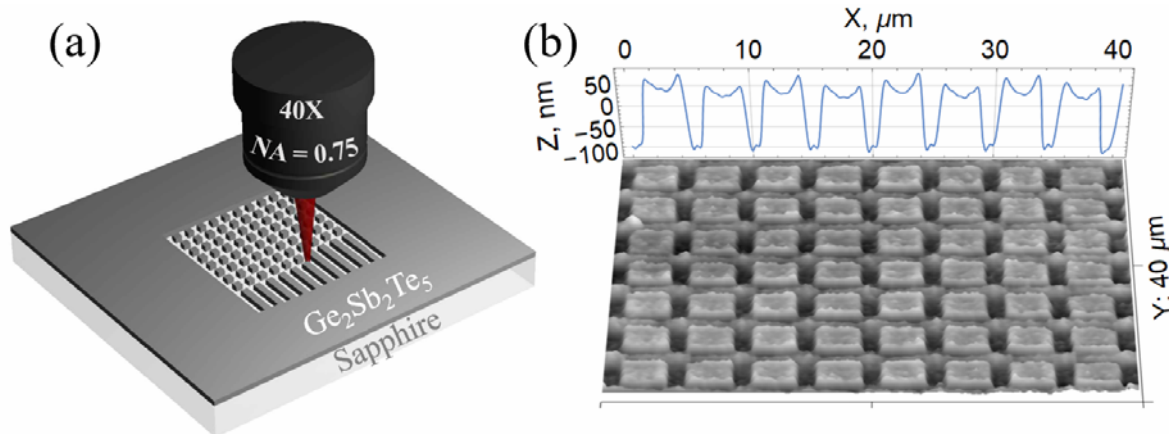 (a)
40X
NA = 0.75
Ge2Sb2Te5
Sapphire
(b)
X, μm
0 10 20 30 40
Z, nm
50
0
−50
−100
Y: 40 μm